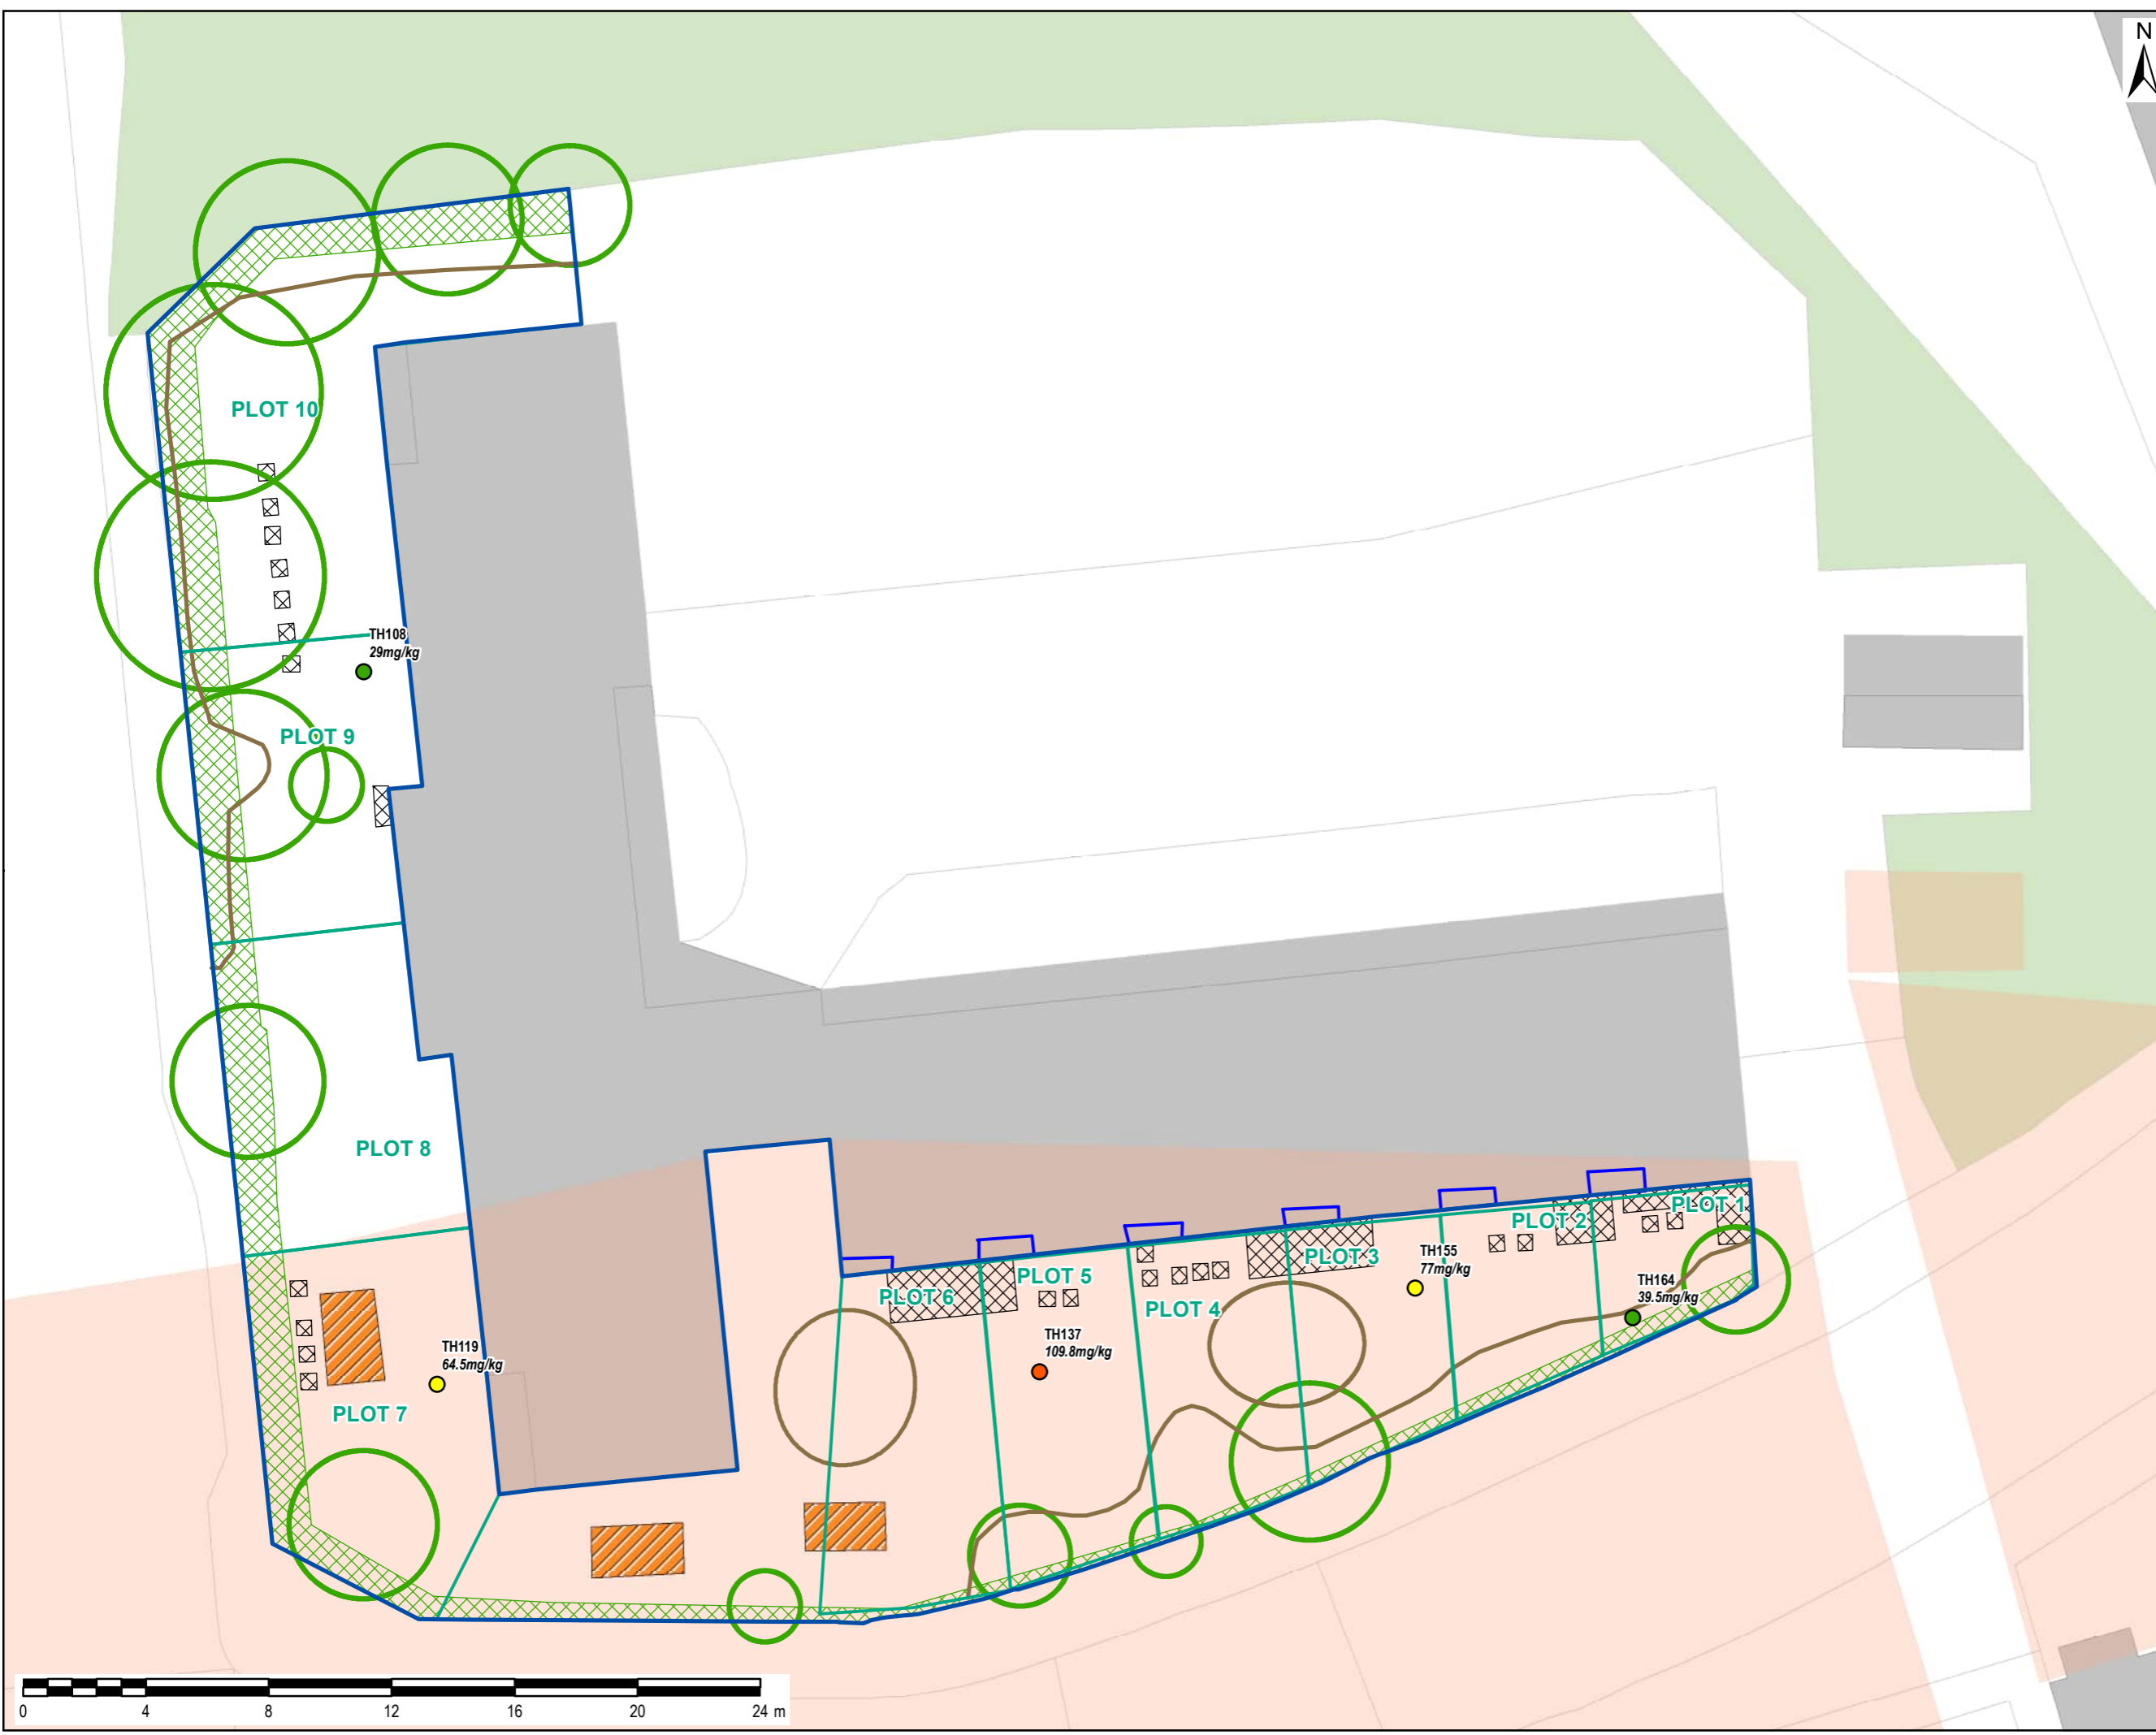 N
PLOT 10
TH108
29mg/kg
PLOT 9
PLOT 8
PLOT 1
PLOT 2
PLOT 3
TH155
77mg/kg
PLOT 5
PLOT 6
PLOT 4
TH164
39.5mg/kg
TH137
109.8mg/kg
TH119
64.5mg/kg
PLOT 7
0 4 8 12 16 20 24 m